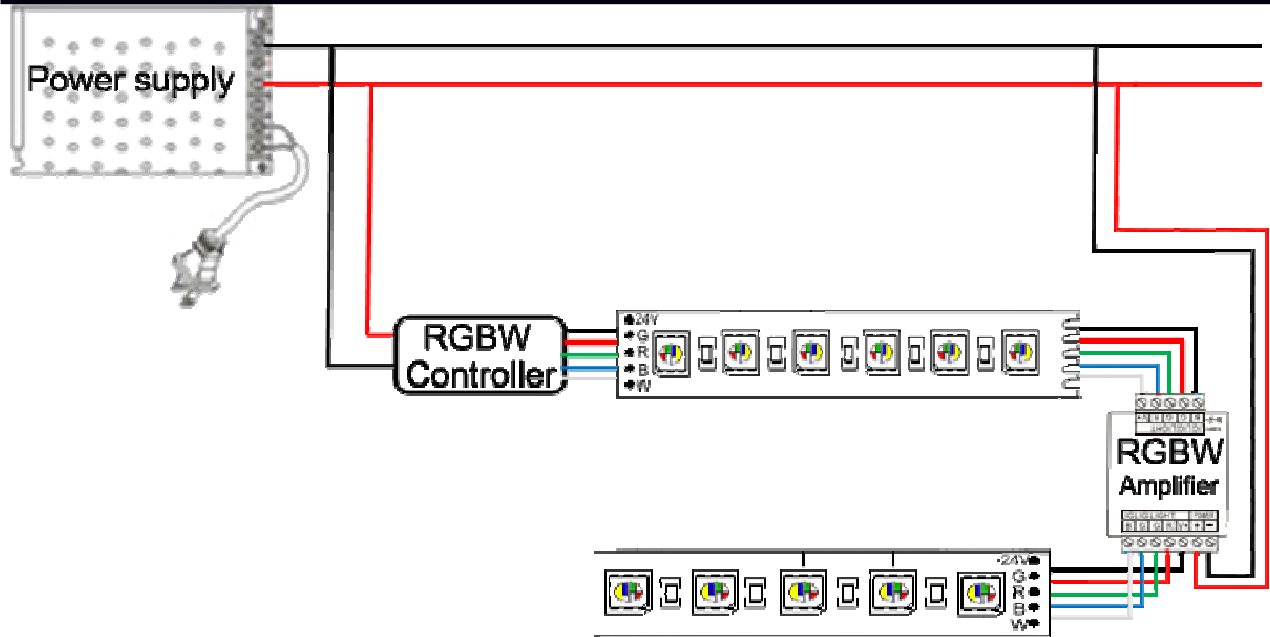 Power supply
RGBW
Controller
24V
G
R
B
W
RGBW
Amplifier
-24V
G
R
B
W